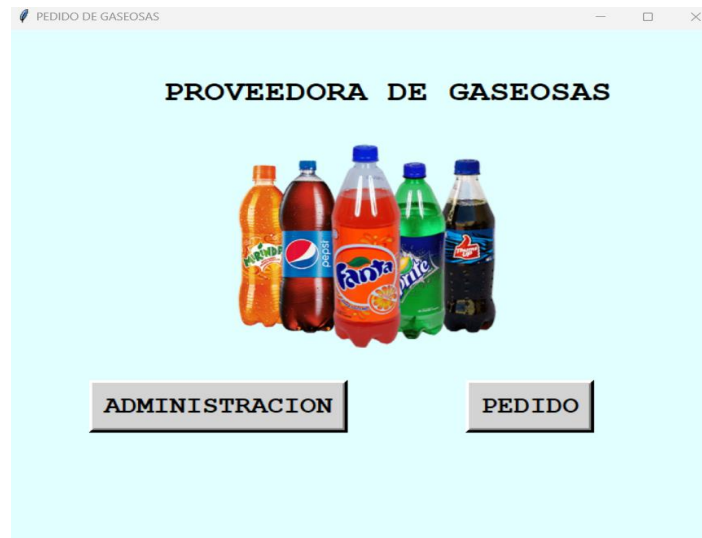 PEDIDO DE GASEOSAS
PROVEEDORA DE GASEOSAS
MIRINDA
pepsi
Fanta
Sprite
Thums Up
ADMINISTRACION
PEDIDO